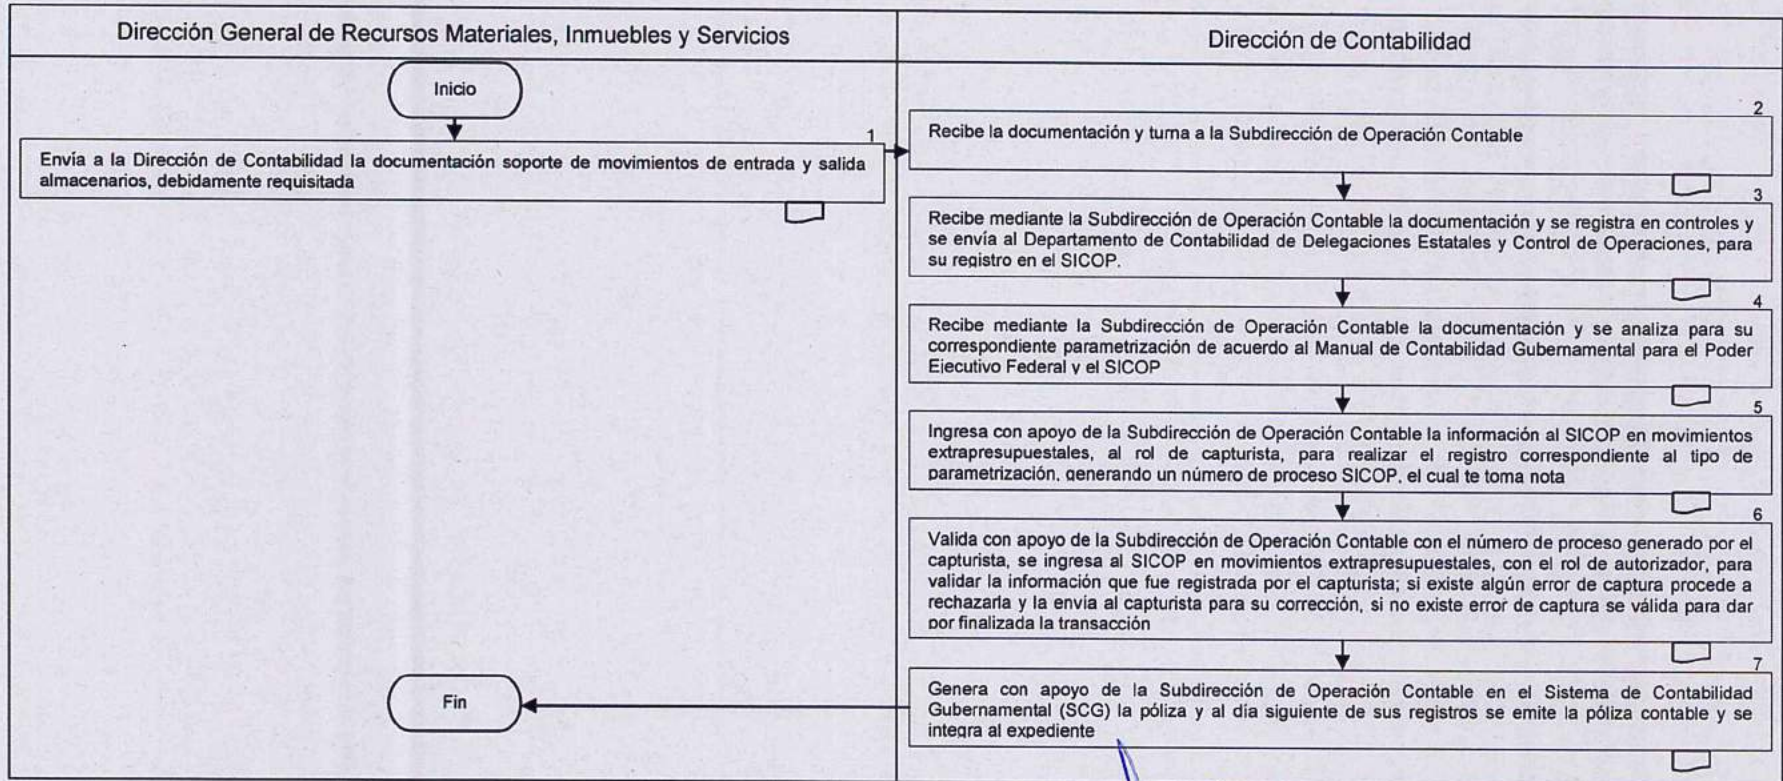 Dirección General de Recursos Materiales, Inmuebles y Servicios
Inicio
1
Envía a la Dirección de Contabilidad la documentación soporte de movimientos de entrada y salida
almacenarios, debidamente requisitada
Fin
Dirección de Contabilidad
2
Recibe la documentación y turna a la Subdirección de Operación Contable
3
Recibe mediante la Subdirección de Operación Contable la documentación y se registra en controles y
se envía al Departamento de Contabilidad de Delegaciones Estatales y Control de Operaciones, para
su registro en el SICOP.
4
Recibe mediante la Subdirección de Operación Contable la documentación y se analiza para su
correspondiente parametrización de acuerdo al Manual de Contabilidad Gubernamental para el Poder
Ejecutivo Federal y el SICOP
5
Ingresa con apoyo de la Subdirección de Operación Contable la información al SICOP en movimientos
extrapresupuestales, al rol de capturista, para realizar el registro correspondiente al tipo de
parametrización, generando un número de proceso SICOP, el cual te toma nota
6
Valida con apoyo de la Subdirección de Operación Contable con el número de proceso generado por el
capturista, se ingresa al SICOP en movimientos extrapresupuestales, con el rol de autorizador, para
validar la información que fue registrada por el capturista; si existe algún error de captura procede a
rechazarla y la envía al capturista para su corrección, si no existe error de captura se válida para dar
por finalizada la transacción
7
Genera con apoyo de la Subdirección de Operación Contable en el Sistema de Contabilidad
Gubernamental (SCG) la póliza y al día siguiente de sus registros se emite la póliza contable y se
integra al expediente